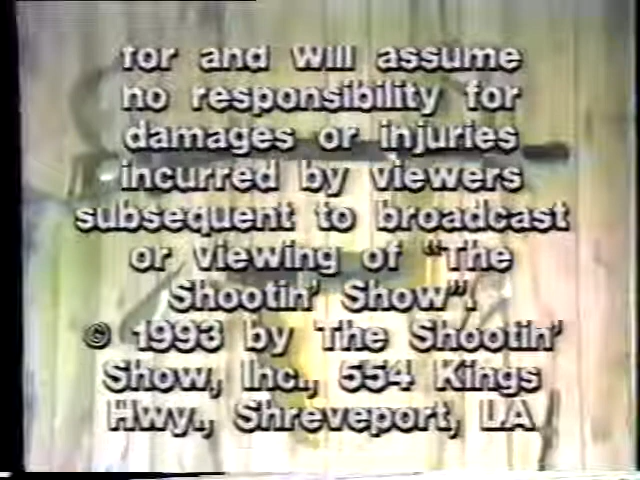 for and will assume
no responsibility for
damages or injuries
incurred by viewers
subsequent to broadcast
or viewing of "The
Shootin' Show".
© 1993 by The Shootin'
Show, Inc., 554 Kings
Hwy., Shreveport, LA